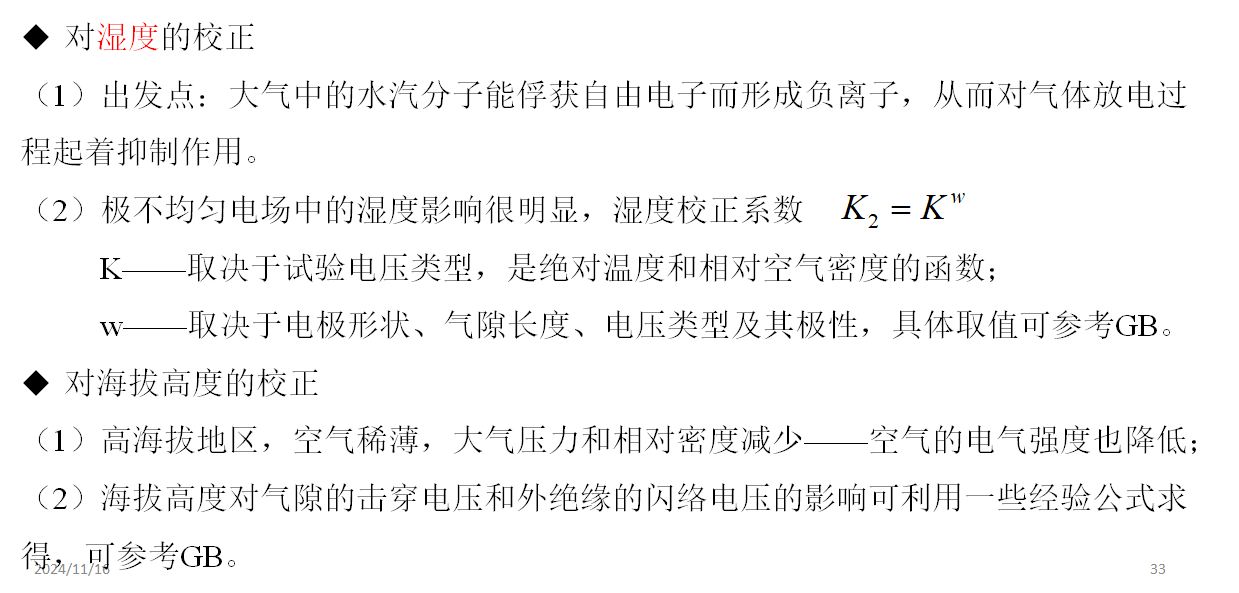 ◆ 对湿度的校正
（1）出发点：大气中的水汽分子能俘获自由电子而形成负离子，从而对气体放电过
程起着抑制作用。
（2）极不均匀电场中的湿度影响很明显，湿度校正系数 K₂ = Kʷ
K——取决于试验电压类型，是绝对温度和相对空气密度的函数；
w——取决于电极形状、气隙长度、电压类型及其极性，具体取值可参考GB。
◆ 对海拔高度的校正
（1）高海拔地区，空气稀薄，大气压力和相对密度减少——空气的电气强度也降低；
（2）海拔高度对气隙的击穿电压和外绝缘的闪络电压的影响可利用一些经验公式求
得，可参考GB。
2024/11/16
33